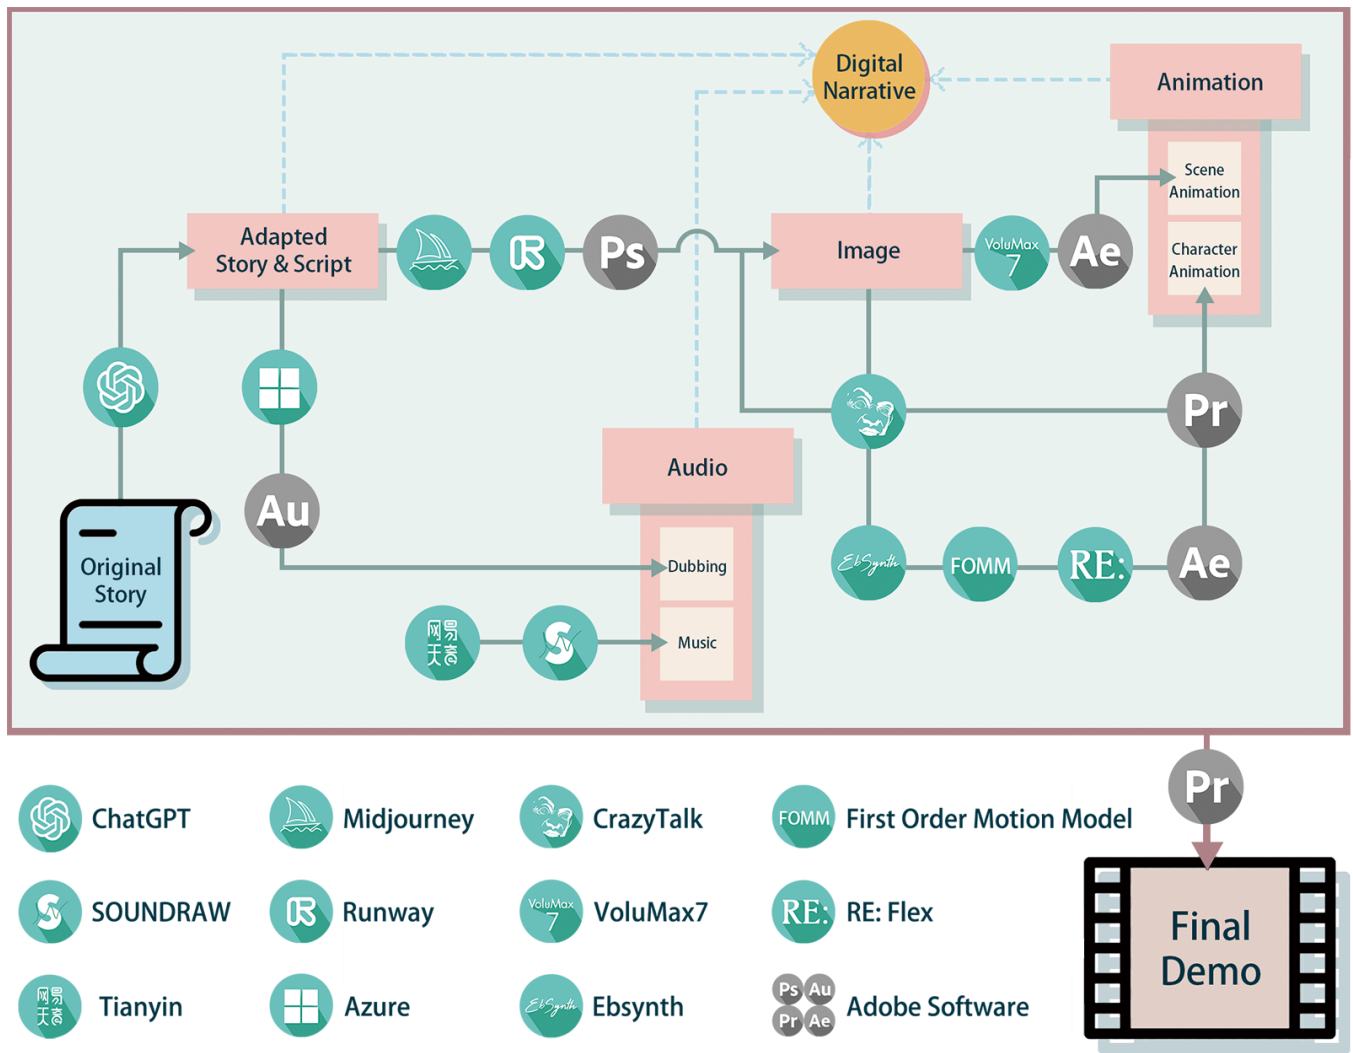 Digital
Narrative
Animation
Scene
Animation
Adapted
Story & Script
Ps
Image
VoluMax
7
Ae
Character
Animation
Pr
Audio
Au
Original
Story
Dubbing
EbSynth
FOMM
RE:
Ae
网易
天音
S
Music
Pr
ChatGPT
Midjourney
CrazyTalk
FOMM
First Order Motion Model
S
SOUNDRAW
Runway
VoluMax
7
VoluMax7
RE:
RE: Flex
Final
Demo
网易
天音
Tianyin
Azure
EbSynth
Ebsynth
Ps Au
Pr Ae
Adobe Software